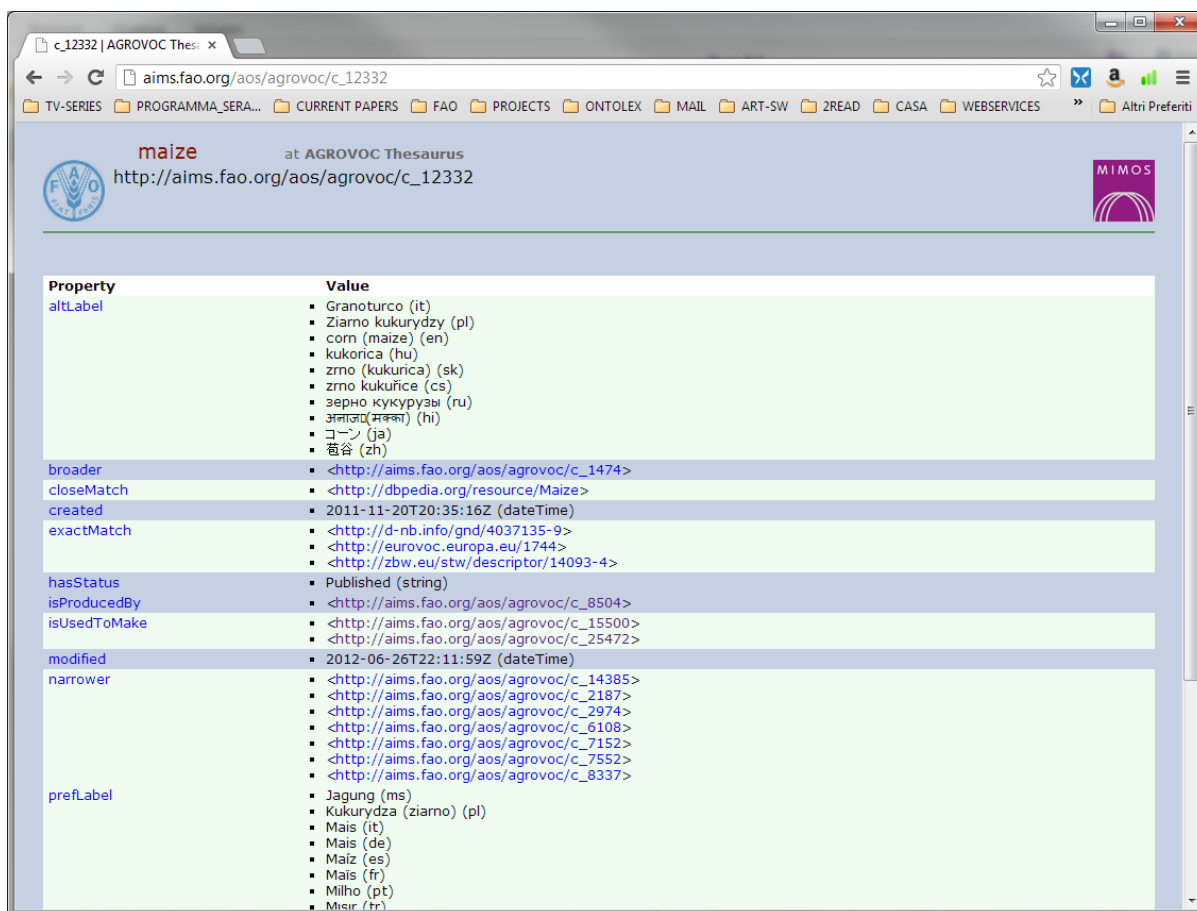 c_12332 | AGROVOC Thes
aims.fao.org/aos/agrovoc/c_12332
TV-SERIES PROGRAMMA_SERA... CURRENT PAPERS FAO PROJECTS ONTOLEX MAIL ART-SW 2READ CASA WEBSERVICES » Altri Preferiti
maize at AGROVOC Thesaurus
http://aims.fao.org/aos/agrovoc/c_12332
FAO
FIAT PANIS
MIMOS
Property Value
altLabel
Granoturco (it)
Ziarno kukurydzy (pl)
corn (maize) (en)
kukorica (hu)
zrno (kukurica) (sk)
zrno kukuřice (cs)
зерно кукурузы (ru)
(मक्का) (hi)
コーン (ja)
苞谷 (zh)
broader <http://aims.fao.org/aos/agrovoc/c_1474>
closeMatch <http://dbpedia.org/resource/Maize>
created 2011-11-20T20:35:16Z (dateTime)
exactMatch <http://d-nb.info/gnd/4037135-9>
<http://eurovoc.europa.eu/1744>
<http://zbw.eu/stw/descriptor/14093-4>
hasStatus Published (string)
isProducedBy <http://aims.fao.org/aos/agrovoc/c_8504>
isUsedToMake <http://aims.fao.org/aos/agrovoc/c_15500>
<http://aims.fao.org/aos/agrovoc/c_25472>
modified 2012-06-26T22:11:59Z (dateTime)
narrower <http://aims.fao.org/aos/agrovoc/c_14385>
<http://aims.fao.org/aos/agrovoc/c_2187>
<http://aims.fao.org/aos/agrovoc/c_2974>
<http://aims.fao.org/aos/agrovoc/c_6108>
<http://aims.fao.org/aos/agrovoc/c_7152>
<http://aims.fao.org/aos/agrovoc/c_7552>
<http://aims.fao.org/aos/agrovoc/c_8337>
prefLabel Jagung (ms)
Kukurydza (ziarno) (pl)
Mais (it)
Mais (de)
Maíz (es)
Maïs (fr)
Milho (pt)
Mısır (tr)